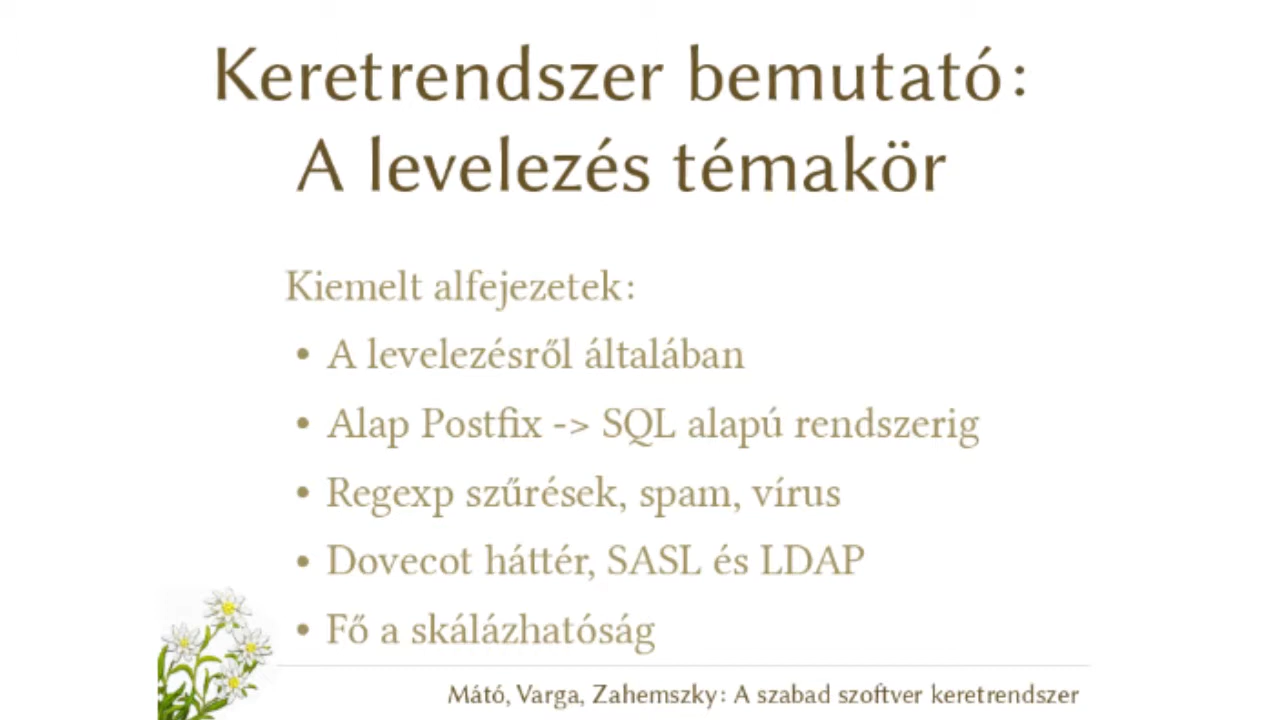 Keretrendszer bemutató:
A levelezés témakör
Kiemelt alfejezetek:
• A levelezésről általában
• Alap Postfix -> SQL alapú rendszerig
• Regexp szűrések, spam, vírus
• Dovecot háttér, SASL és LDAP
• Fő a skálázhatóság
Mátó, Varga, Zahemszky: A szabad szoftver keretrendszer